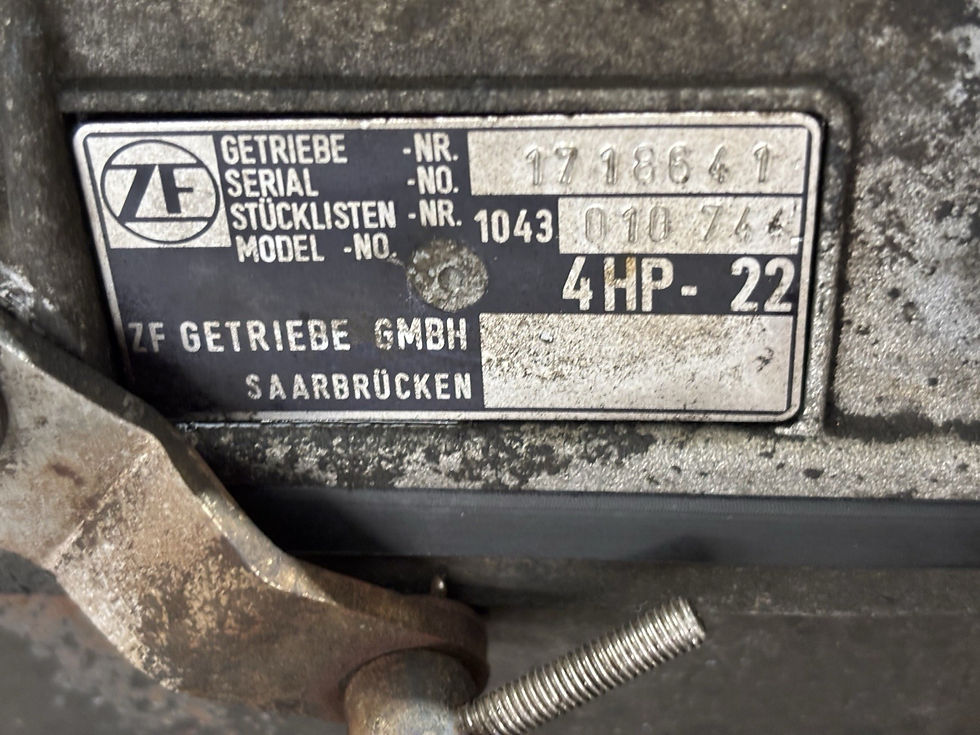 ZF
GETRIEBE -NR. 1718641
SERIAL -NO.
STÜCKLISTEN -NR. 1043 010 744
MODEL -NO.
4HP- 22
ZF GETRIEBE GMBH
SAARBRÜCKEN